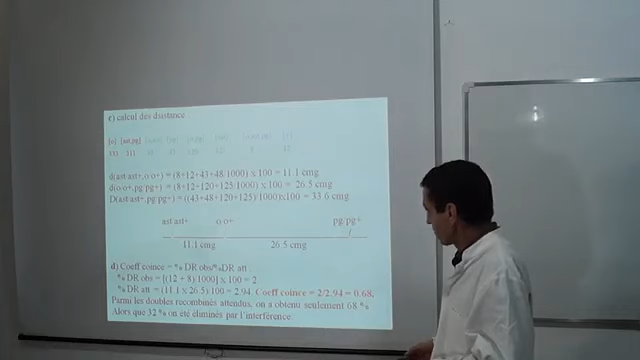 c) calcul des distance
[o] [ast,pg]
332 311
d(ast/ast+,o/o+) = (8+12+43+48/1000) x 100 = 11.1 cmg
d(o/o+,pg/pg+) = (8+12+120+125/1000) x 100 = 26.5 cmg
D(ast/ast+,pg/pg+) = ((43+48+120+125)/1000)x100 = 33.6 cmg
ast/ast+ o/o+ pg/pg+
11.1 cmg 26.5 cmg
d) Coeff coince = % DR obs/%DR att
% DR obs = [(12 + 8)/1000] x 100 = 2
% DR att = (11.1 x 26.5)/100 = 2.94. Coeff coince = 2/2.94 = 0.68.
Parmi les doubles recombinés attendus, on a obtenu seulement 68 %
Alors que 32 % on été éliminés par l'interférence